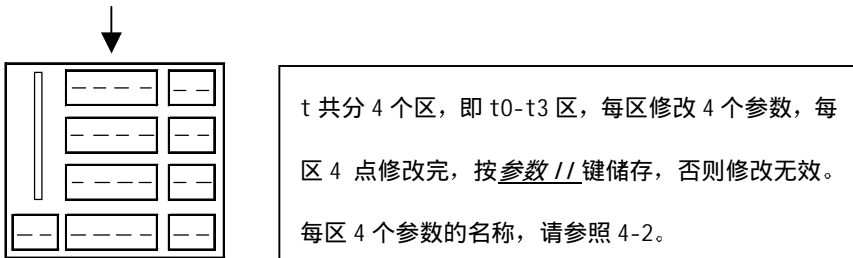 ---- --
---- --
---- --
-- ---- --
t 共分 4 个区，即 t0-t3 区，每区修改 4 个参数，每
区 4 点修改完，按参数 // 键储存，否则修改无效。
每区 4 个参数的名称，请参照 4-2。